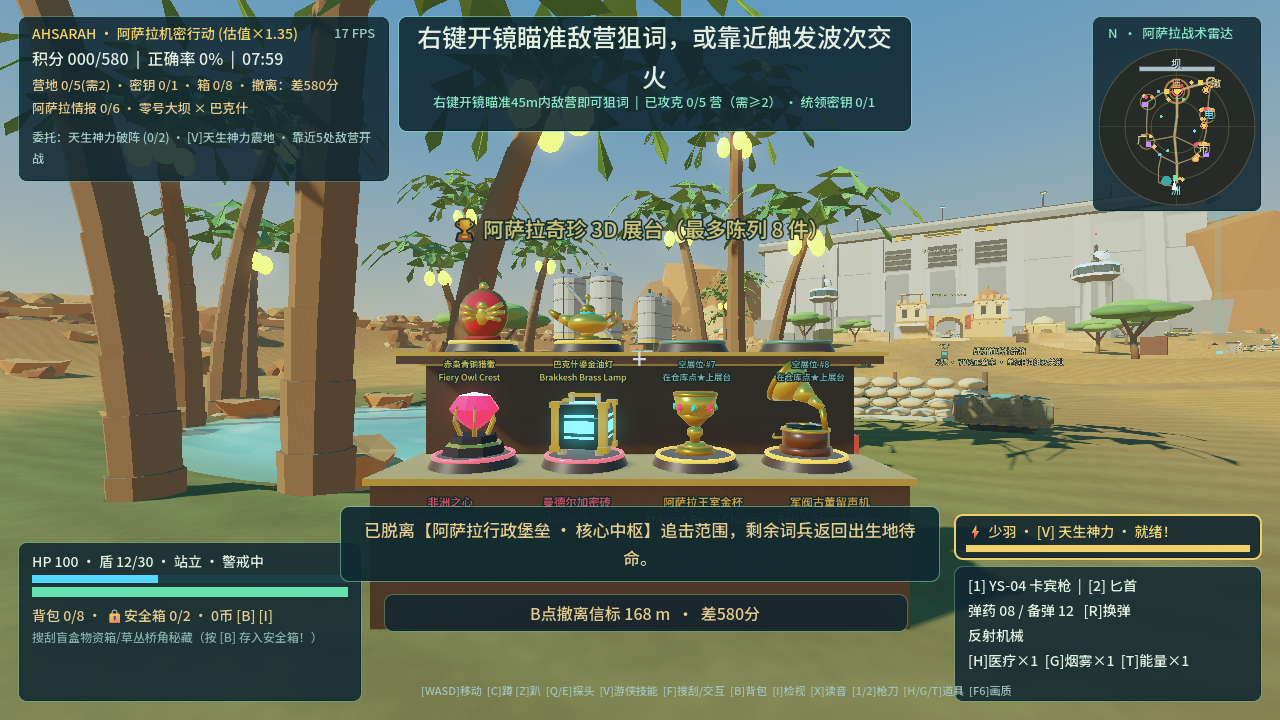 AHSARAH · 阿萨拉机密行动 (估值×1.35)
17 FPS
积分 000/580 | 正确率 0% | 07:59
营地 0/5(需2) · 密钥 0/1 · 箱 0/8 · 撤离: 差580分
阿萨拉情报 0/6 · 零号大坝 × 巴克什
委托: 天生神力破阵 (0/2) · [V]天生神力震地 · 靠近5处敌营开
战
右键开镜瞄准敌营狙词，或靠近触发波次交
火
右键开镜瞄准45m内敌营即可狙词 | 已攻克 0/5 营（需≥2） · 统领密钥 0/1
N · 阿萨拉战术雷达
坝
市
🏆 阿萨拉奇珍 3D 展台（最多陈列 8 件）
赤枭青铜猎徽
Fiery Owl Crest
巴克什鎏金油灯
Brakkesh Brass Lamp
空展位 #7
在仓库点★上展台
空展位 #8
在仓库点★上展台
非洲之心
曼德尔加密砖
阿萨拉王室金杯
军阀古董留声机
已脱离【阿萨拉行政堡垒 · 核心中枢】追击范围，剩余词兵返回出生地待
命。
B点撤离信标 168 m · 差580分
HP 100 · 盾 12/30 · 站立 · 警戒中
背包 0/8 · 🔒 安全箱 0/2 · 0币 [B] [I]
搜刮盲盒物资箱/草丛桥角秘藏（按 [B] 存入安全箱！）
⚡ 少羽 · [V] 天生神力 · 就绪!
[1] YS-04 卡宾枪 | [2] 匕首
弹药 08 / 备弹 12 [R]换弹
反射机械
[H]医疗×1 [G]烟雾×1 [T]能量×1
[WASD]移动 [C]蹲 [Z]趴 [Q/E]探头 [V]游侠技能 [F]搜刮/交互 [B]背包 [I]检视 [X]读音 [1/2]枪刀 [H/G/T]道具 [F6]画质